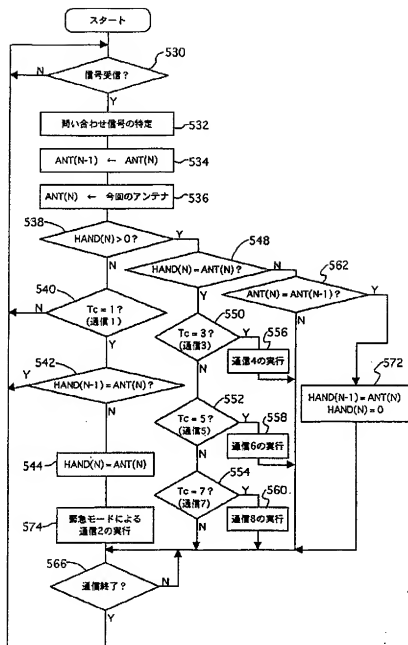 スタート
530
信号受信?
N
Y
問い合わせ信号の特定
532
ANT(N-1) ← ANT(N)
534
ANT(N) ← 今回のアンテナ
536
538
HAND(N)>0?
Y
N
548
HAND(N)=ANT(N)?
N
Y
562
ANT(N)=ANT(N-1)?
Y
N
540
Tc=1?
(通信1)
N
Y
550
Tc=3?
(通信3)
Y
N
556
通信4の実行
542
HAND(N-1)=ANT(N)?
Y
N
552
Tc=5?
(通信5)
Y
N
558
通信6の実行
572
HAND(N-1)=ANT(N)
HAND(N)=0
544
HAND(N)=ANT(N)
554
Tc=7?
(通信7)
Y
N
560
通信8の実行
574
緊急モードによる
通信2の実行
566
通信終了?
N
Y